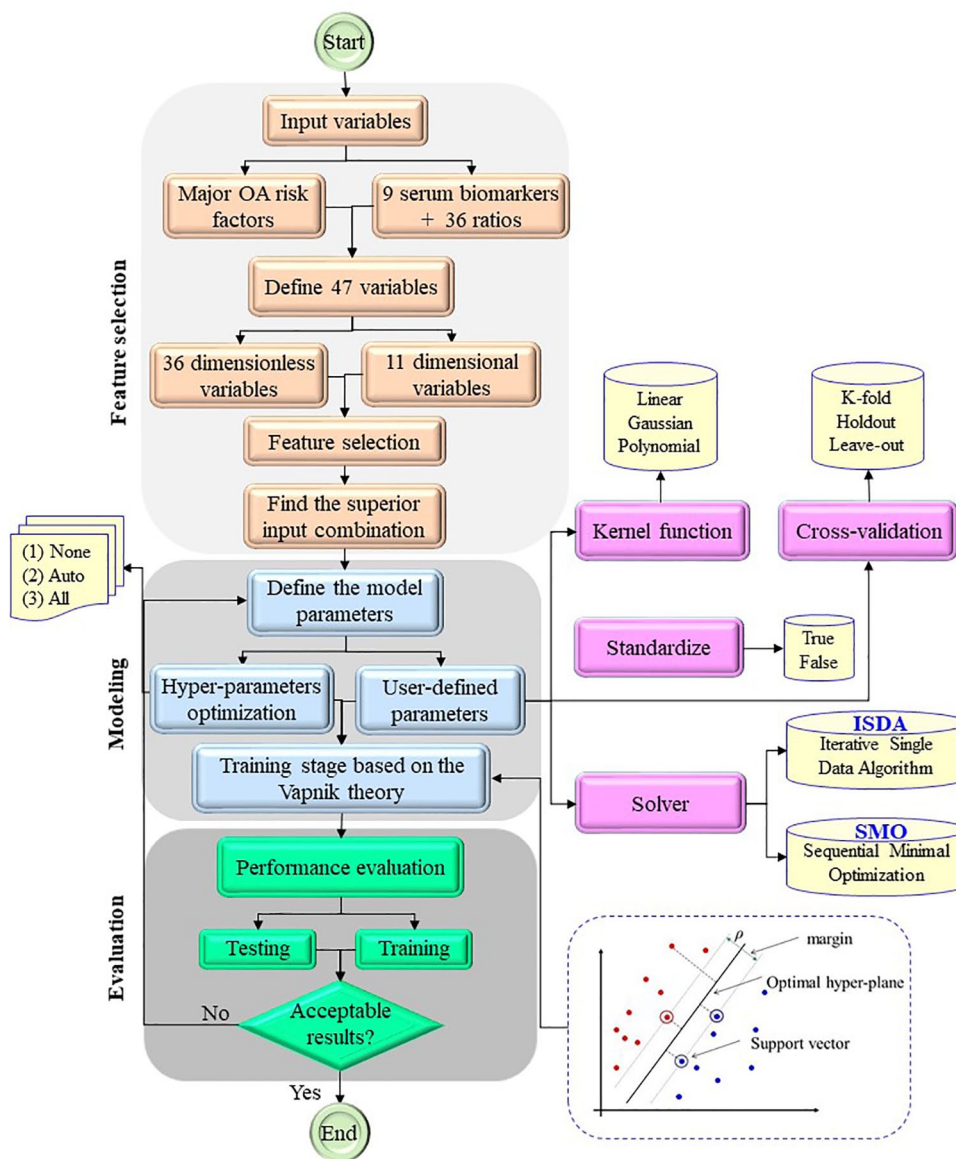 Start
Input variables
Major OA risk
factors
9 serum biomarkers
+ 36 ratios
Define 47 variables
36 dimensionless
variables
11 dimensional
variables
Feature selection
Find the superior
input combination
Feature selection
Linear
Gaussian
Polynomial
K-fold
Holdout
Leave-out
Kernel function
Cross-validation
(1) None
(2) Auto
(3) All
Define the model
parameters
Standardize
True
False
Hyper-parameters
optimization
User-defined
parameters
Modeling
Training stage based on the
Vapnik theory
Solver
ISDA
Iterative Single
Data Algorithm
SMO
Sequential Minimal
Optimization
Performance evaluation
Testing
Training
Evaluation
Acceptable
results?
No
Yes
End
ρ
margin
Optimal hyper-plane
Support vector